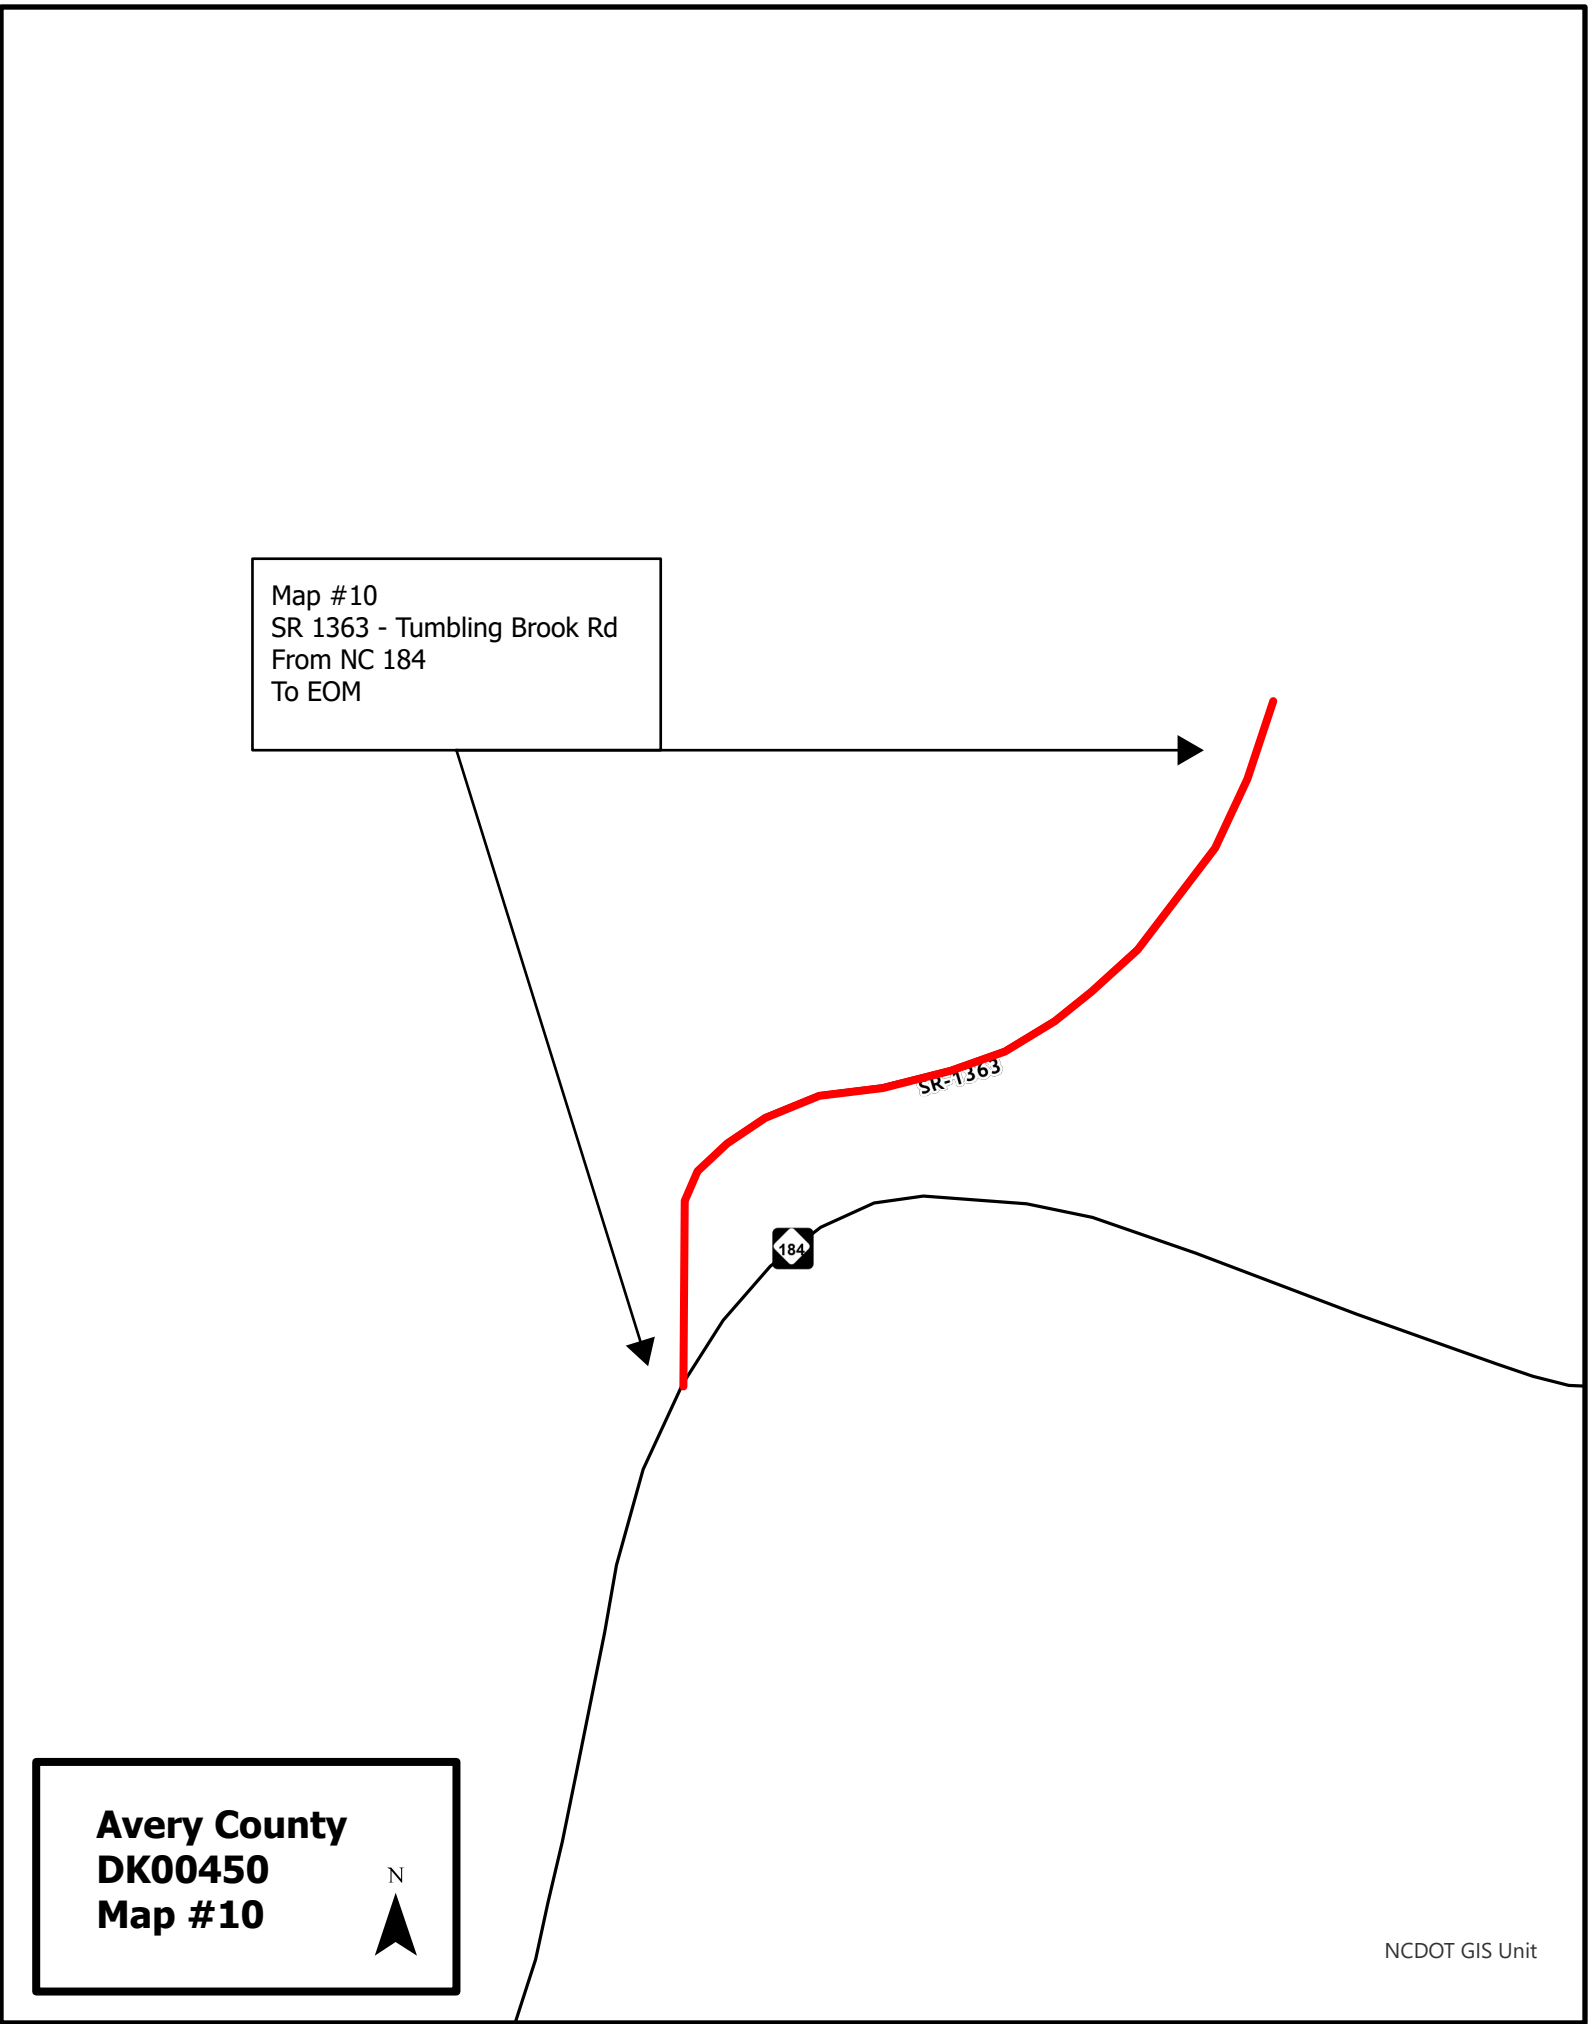 Map #10
SR 1363 - Tumbling Brook Rd
From NC 184
To EOM
SR-1363
184
Avery County
DK00450
Map #10
N
NCDOT GIS Unit